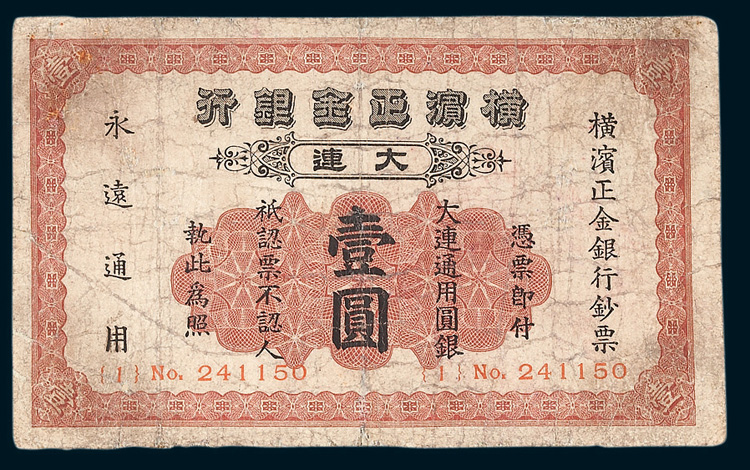 行銀金正濱橫
連大
橫濱正金銀行鈔票
憑票即付
大連通用圓銀
壹圓
祇認票不認人
執此為照
永遠通用
{1} No. 241150
{1} No. 241150